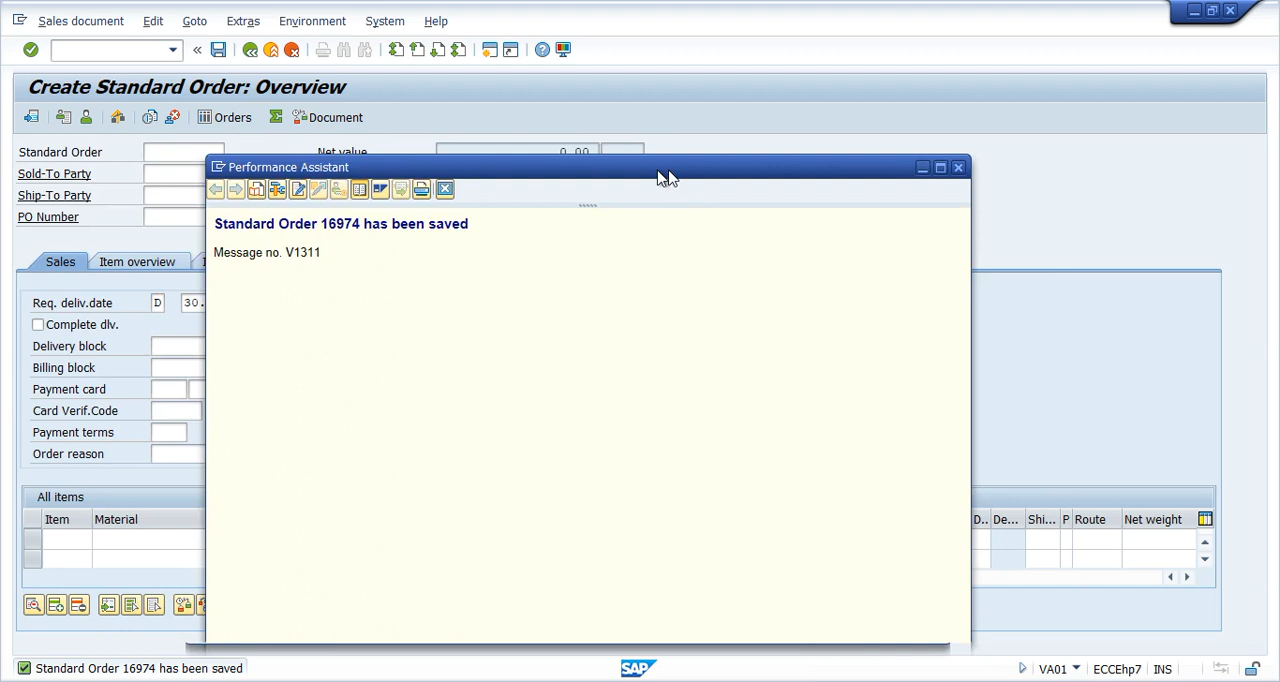 Sales document Edit Goto Extras Environment System Help
Create Standard Order: Overview
Orders Document
Standard Order Net value 0.00
Performance Assistant
Sold-To Party
Ship-To Party
PO Number
Standard Order 16974 has been saved
Message no. V1311
Sales Item overview
Req. deliv.date D 30.
Complete dlv.
Delivery block
Billing block
Payment card
Card Verif.Code
Payment terms
Order reason
All items
Item Material D.. De... Shi... P Route Net weight
Standard Order 16974 has been saved SAP VA01 ECCEhp7 INS